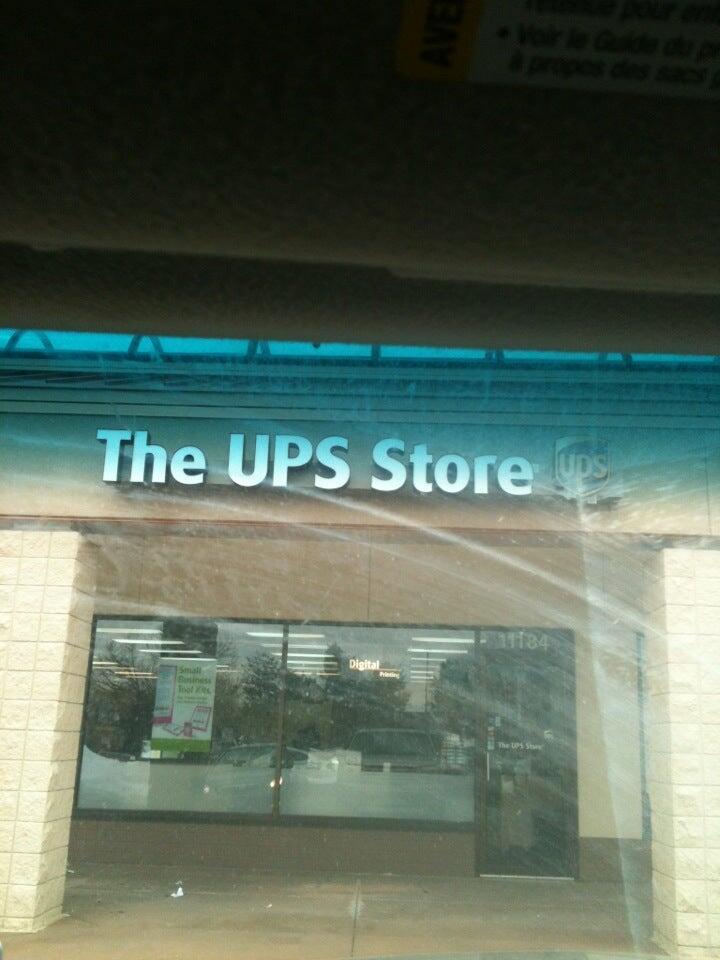 AVE
pour
• Voir le Guide du
à propos des sacs
The UPS Store
UPS
11184
Digital
Printing
Small
Business
Tool Kits.
The UPS Store